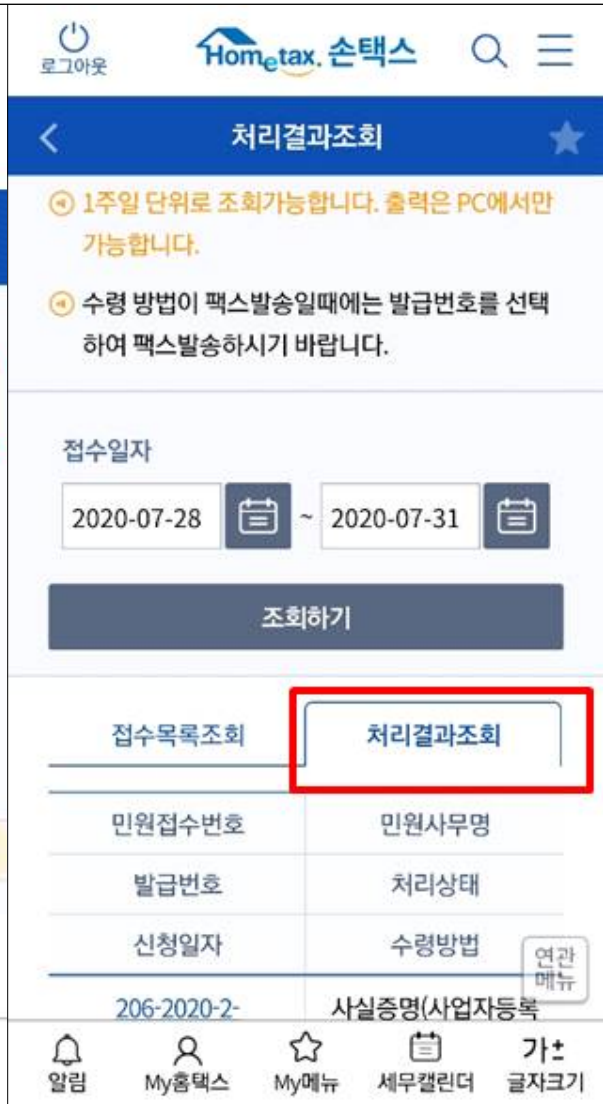 로그아웃
Hometax. 손택스
처리결과조회
1주일 단위로 조회가능합니다. 출력은 PC에서만
가능합니다.
수령 방법이 팩스발송일때에는 발급번호를 선택
하여 팩스발송하시기 바랍니다.
접수일자
2020-07-28 ~ 2020-07-31
조회하기
접수목록조회 처리결과조회
민원접수번호 민원사무명
발급번호 처리상태
신청일자 수령방법
연관
메뉴
206-2020-2- 사실증명(사업자등록
가±
알림 My홈택스 My메뉴 세무캘린더 글자크기